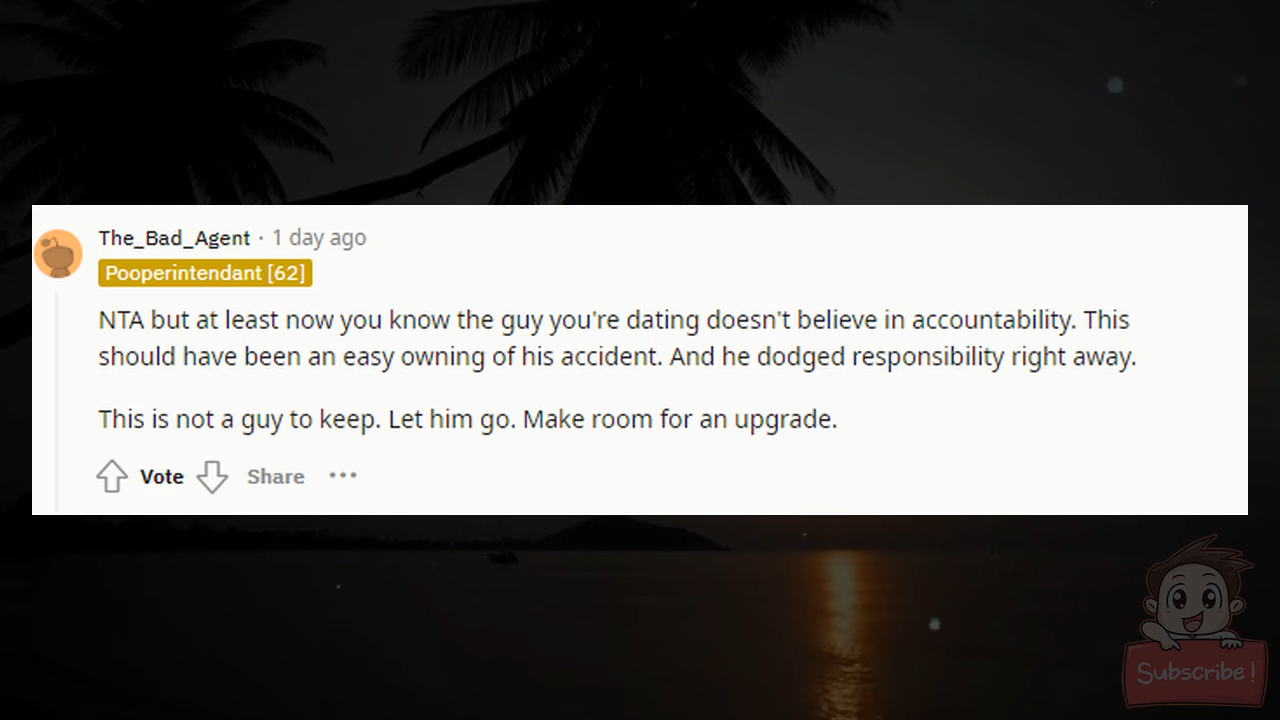 The_Bad_Agent · 1 day ago
Pooperintendant [62]
NTA but at least now you know the guy you're dating doesn't believe in accountability. This
should have been an easy owning of his accident. And he dodged responsibility right away.
This is not a guy to keep. Let him go. Make room for an upgrade.
Vote Share ···
Subscribe!